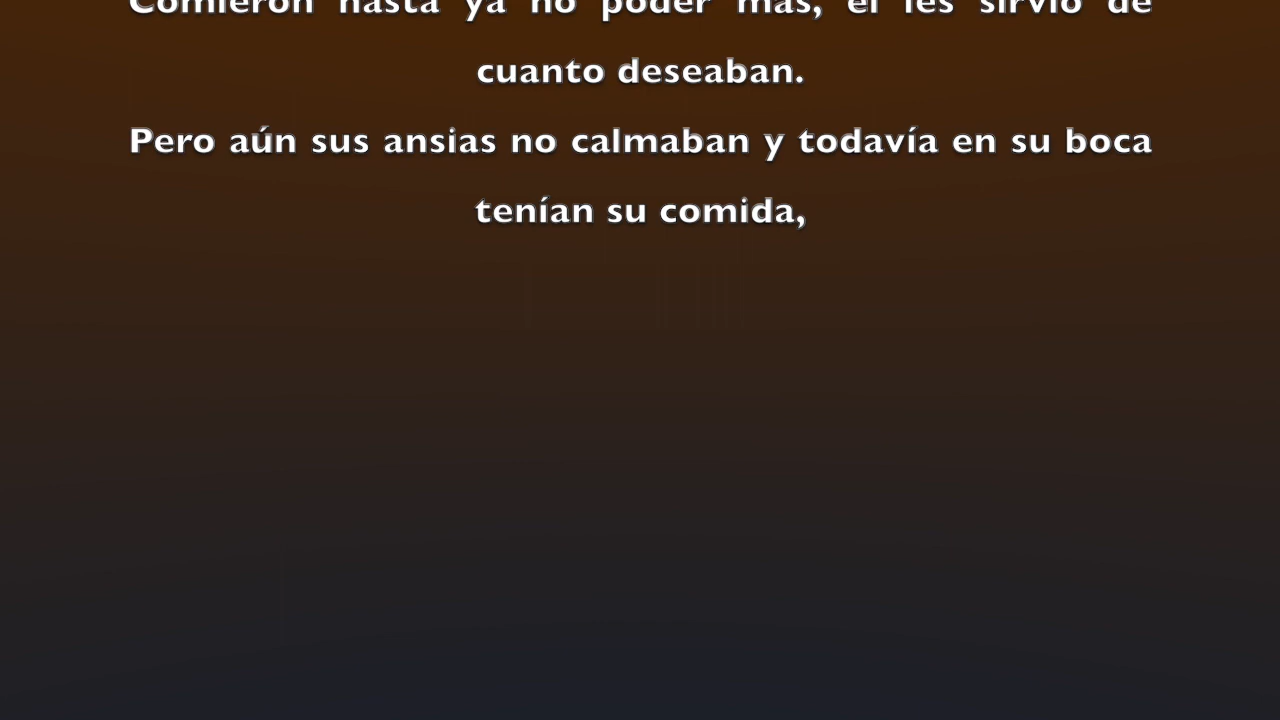 Comieron hasta ya no poder más, él les sirvió de
cuanto deseaban.
Pero aún sus ansias no calmaban y todavía en su boca
tenían su comida,